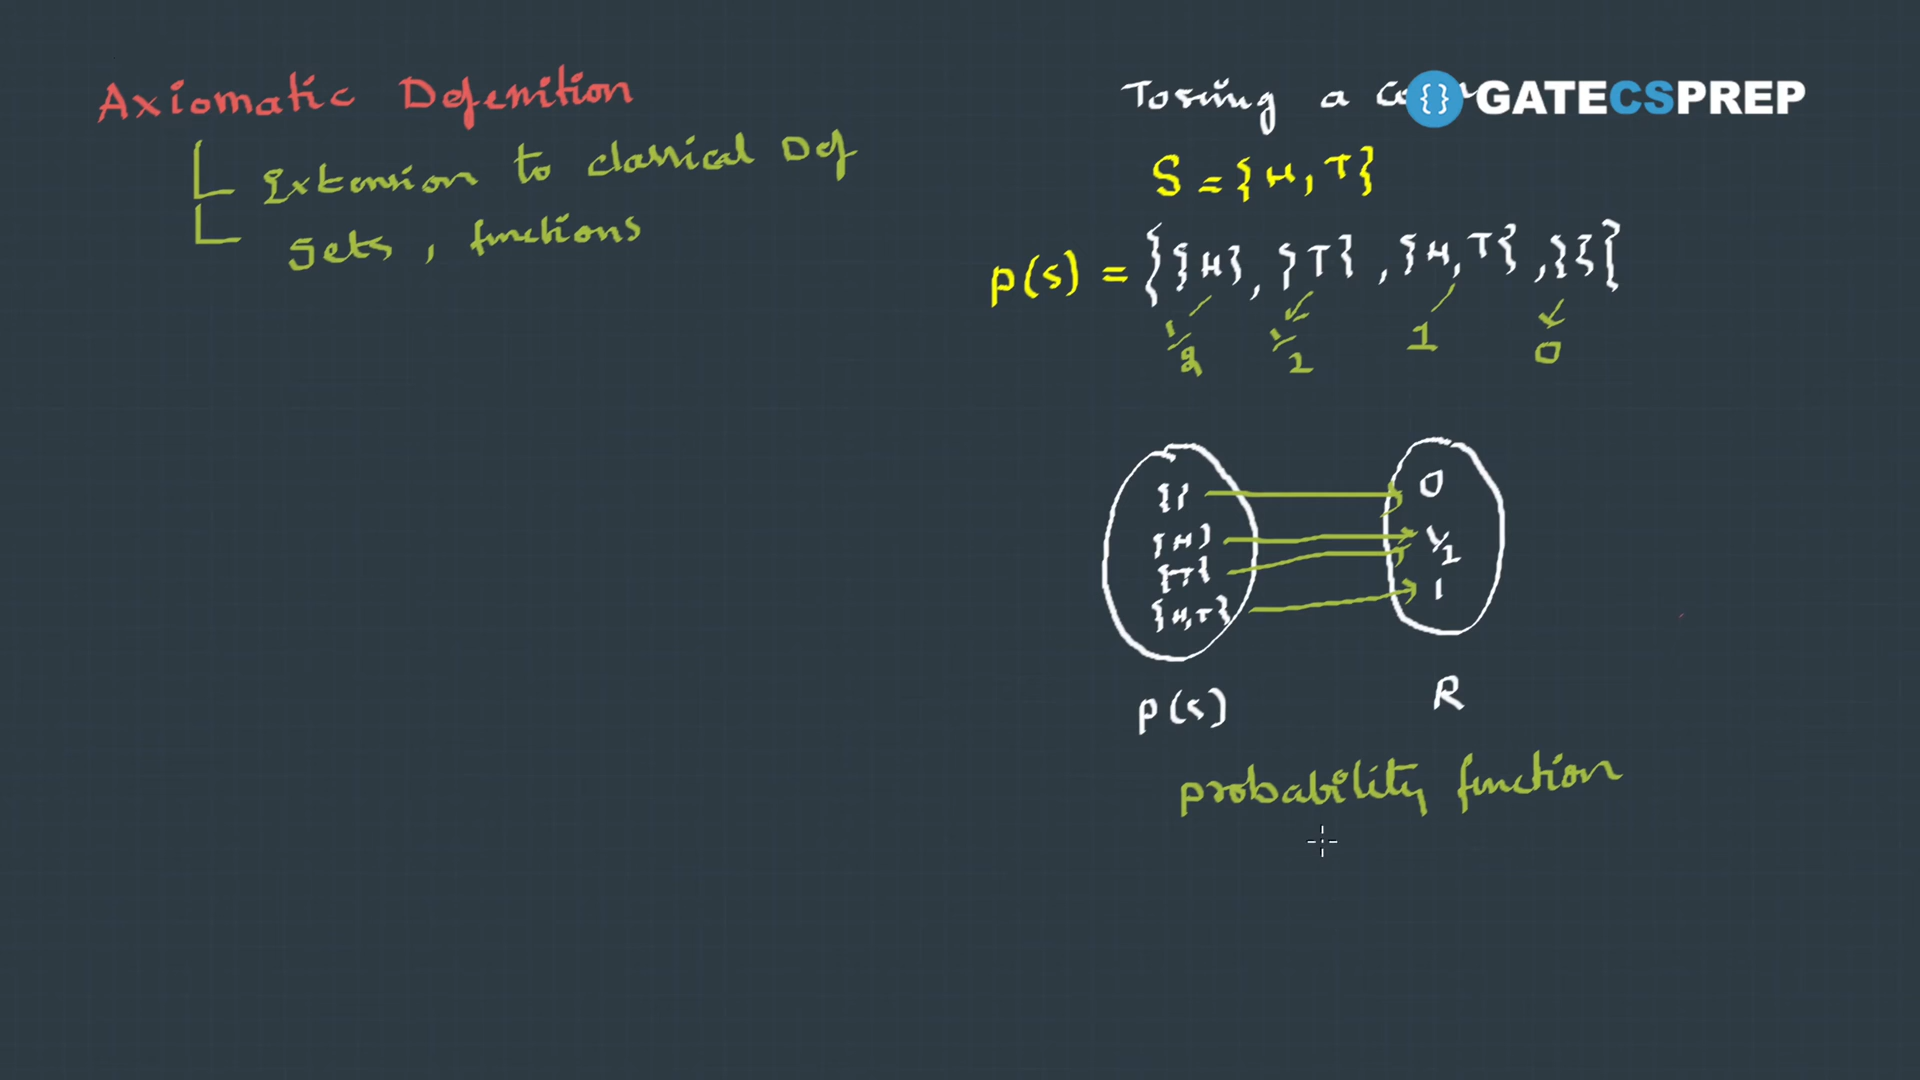 Axiomatic Defenition
Extension to classical Def
Sets, functions
Tossing a
{} GATECSPREP
S = {H, T}
P(S) = {{H}, {T}, {H, T}, {}}
1/2 1/2 1 0
{} 0
{H} 1/2
{T}
{H,T} 1
P(S) R
probability function